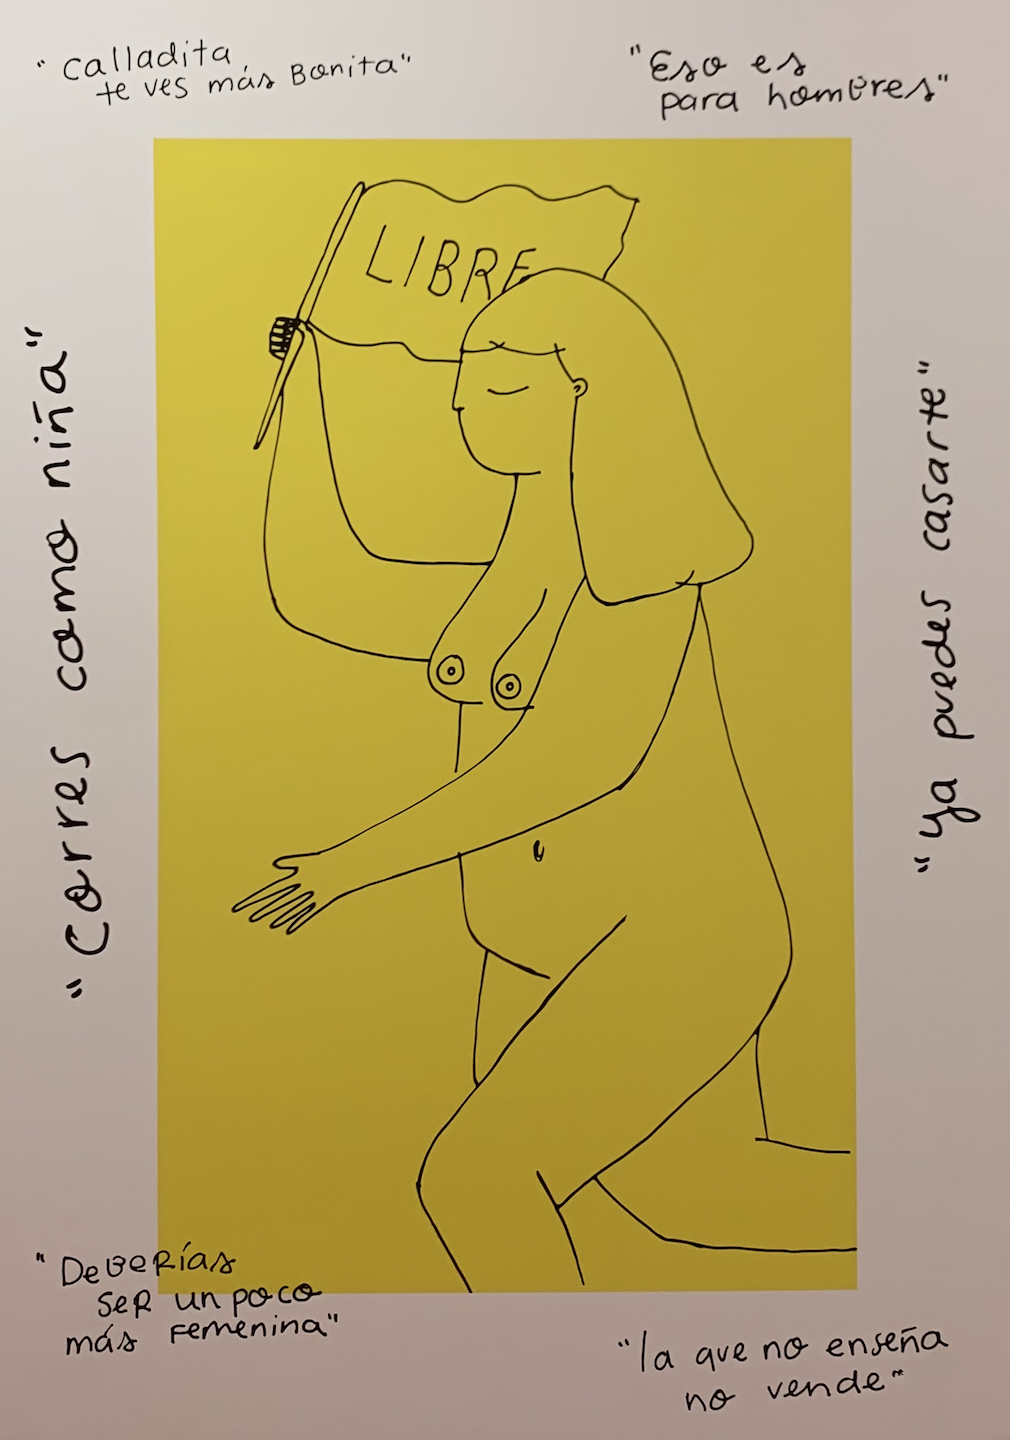 "Calladita
te ves más Bonita"
"Eso es
para hombres"
LIBRE
"Corres como niña"
"Ya puedes casarte"
"Deberías
ser un poco
más femenina"
"la que no enseña
no vende"